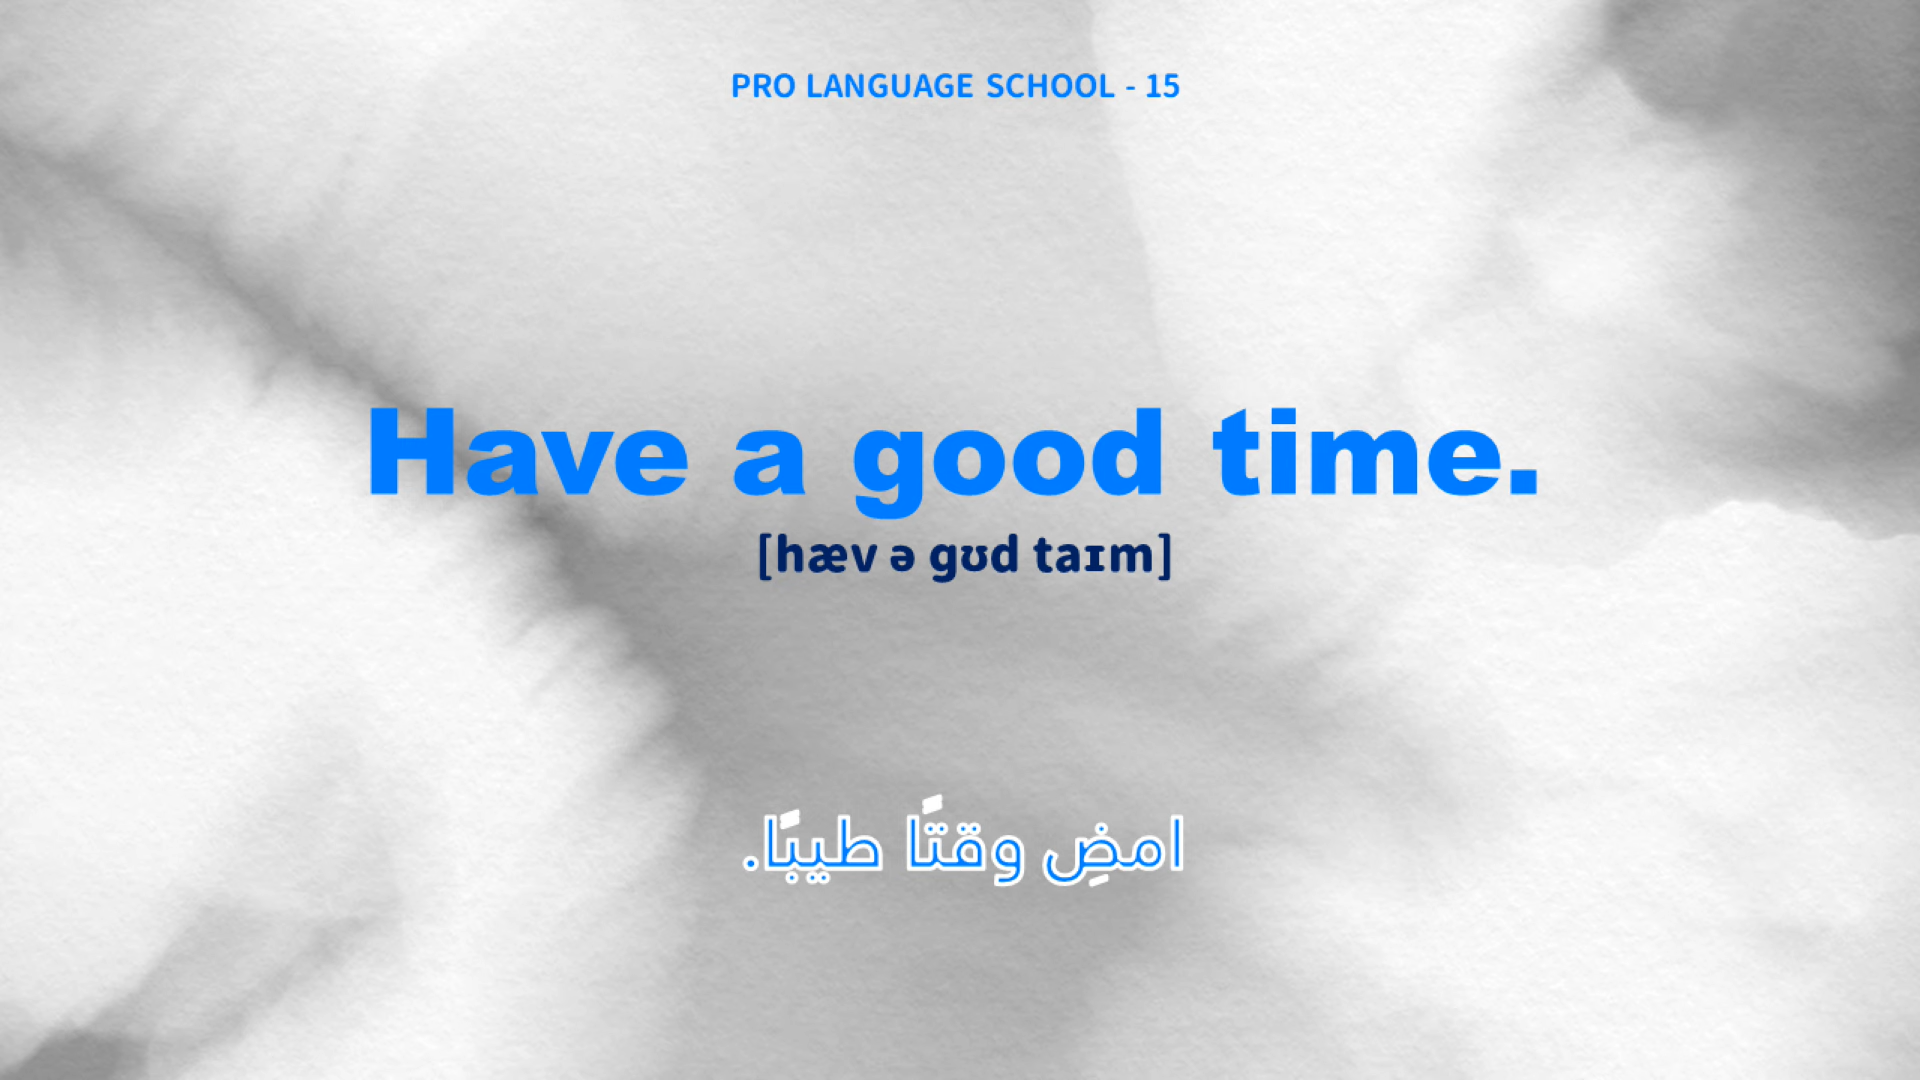 PRO LANGUAGE SCHOOL - 15
Have a good time.
[hæv ə gʊd taɪm]
امضِ وقتًا طيبًا.